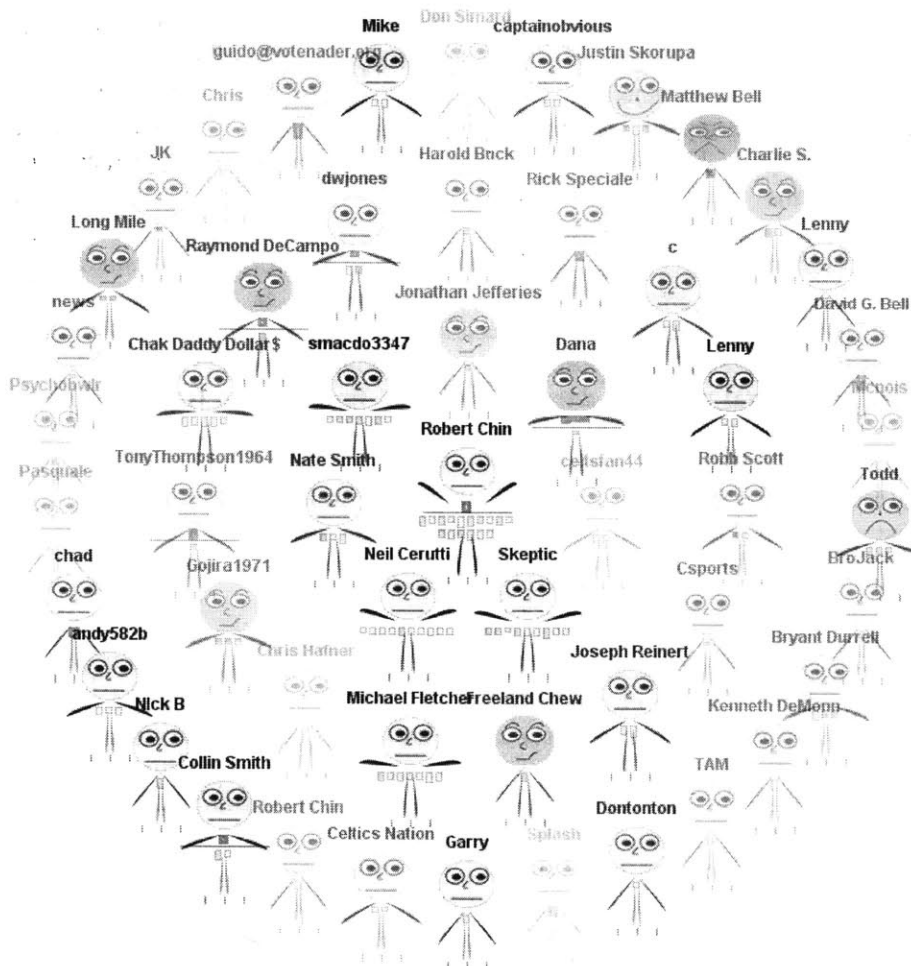 Don Simard
Mike
captainobvious
guido@votenader.org
Justin Skorupa
Chris
Matthew Bell
JK
Harold Buck
Charlie S.
dwjones
Rick Speciale
Long Mile
Raymond DeCampo
c
Lenny
news
Jonathan Jefferies
David G. Bell
Chak Daddy Dollar $
smacdo3347
Dana
Lenny
Psychobwlr
Mcnois
Robert Chin
Pasquale
TonyThompson1964
Nate Smith
celtsfan44
Robb Scott
Todd
chad
Gojira1971
Neil Cerutti
Skeptic
Csports
BroJack
andy582b
Chris Hafner
Joseph Reinert
Bryant Durrell
Nick B
Michael Fletcher
Freeland Chew
Kenneth DeMonn
Collin Smith
TAM
Robert Chin
Celtics Nation
Garry
Splash
Dontonton